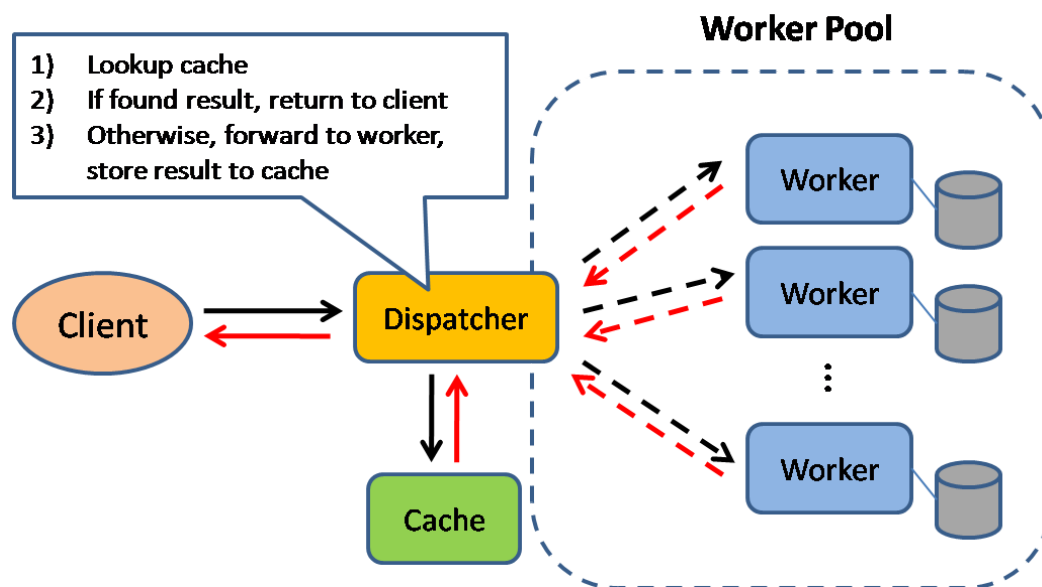 Worker Pool
1) Lookup cache
2) If found result, return to client
3) Otherwise, forward to worker,
store result to cache
Worker
Worker
Client
Dispatcher
...
Worker
Cache